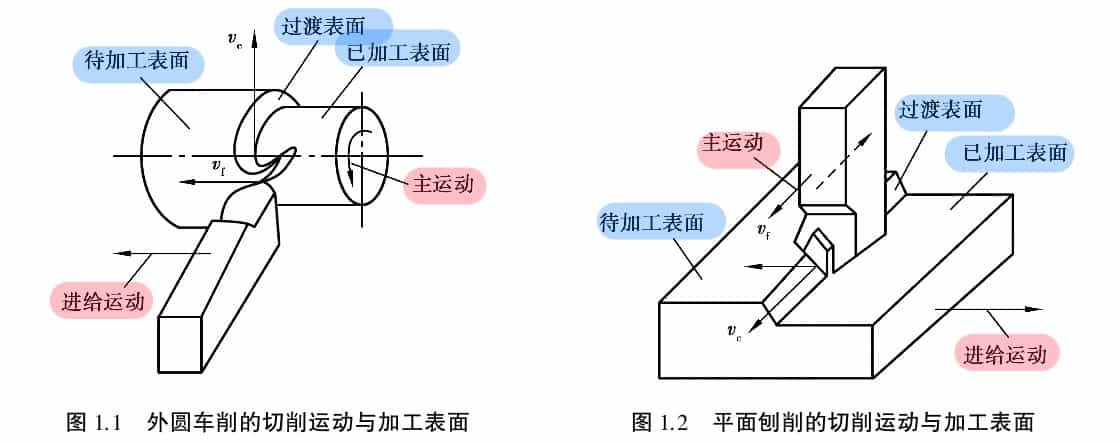 过渡表面
v_c
已加工表面
待加工表面
v_f
主运动
进给运动
图 1.1 外圆车削的切削运动与加工表面
过渡表面
主运动
已加工表面
待加工表面
v_f
v_c
进给运动
图 1.2 平面刨削的切削运动与加工表面